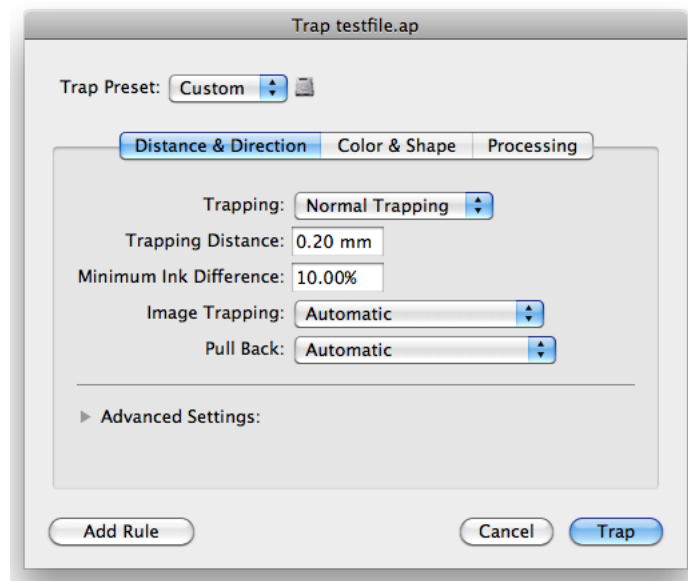 Trap testfile.ap
Trap Preset: Custom
Distance & Direction Color & Shape Processing
Trapping: Normal Trapping
Trapping Distance: 0.20 mm
Minimum Ink Difference: 10.00%
Image Trapping: Automatic
Pull Back: Automatic
Advanced Settings:
Add Rule Cancel Trap